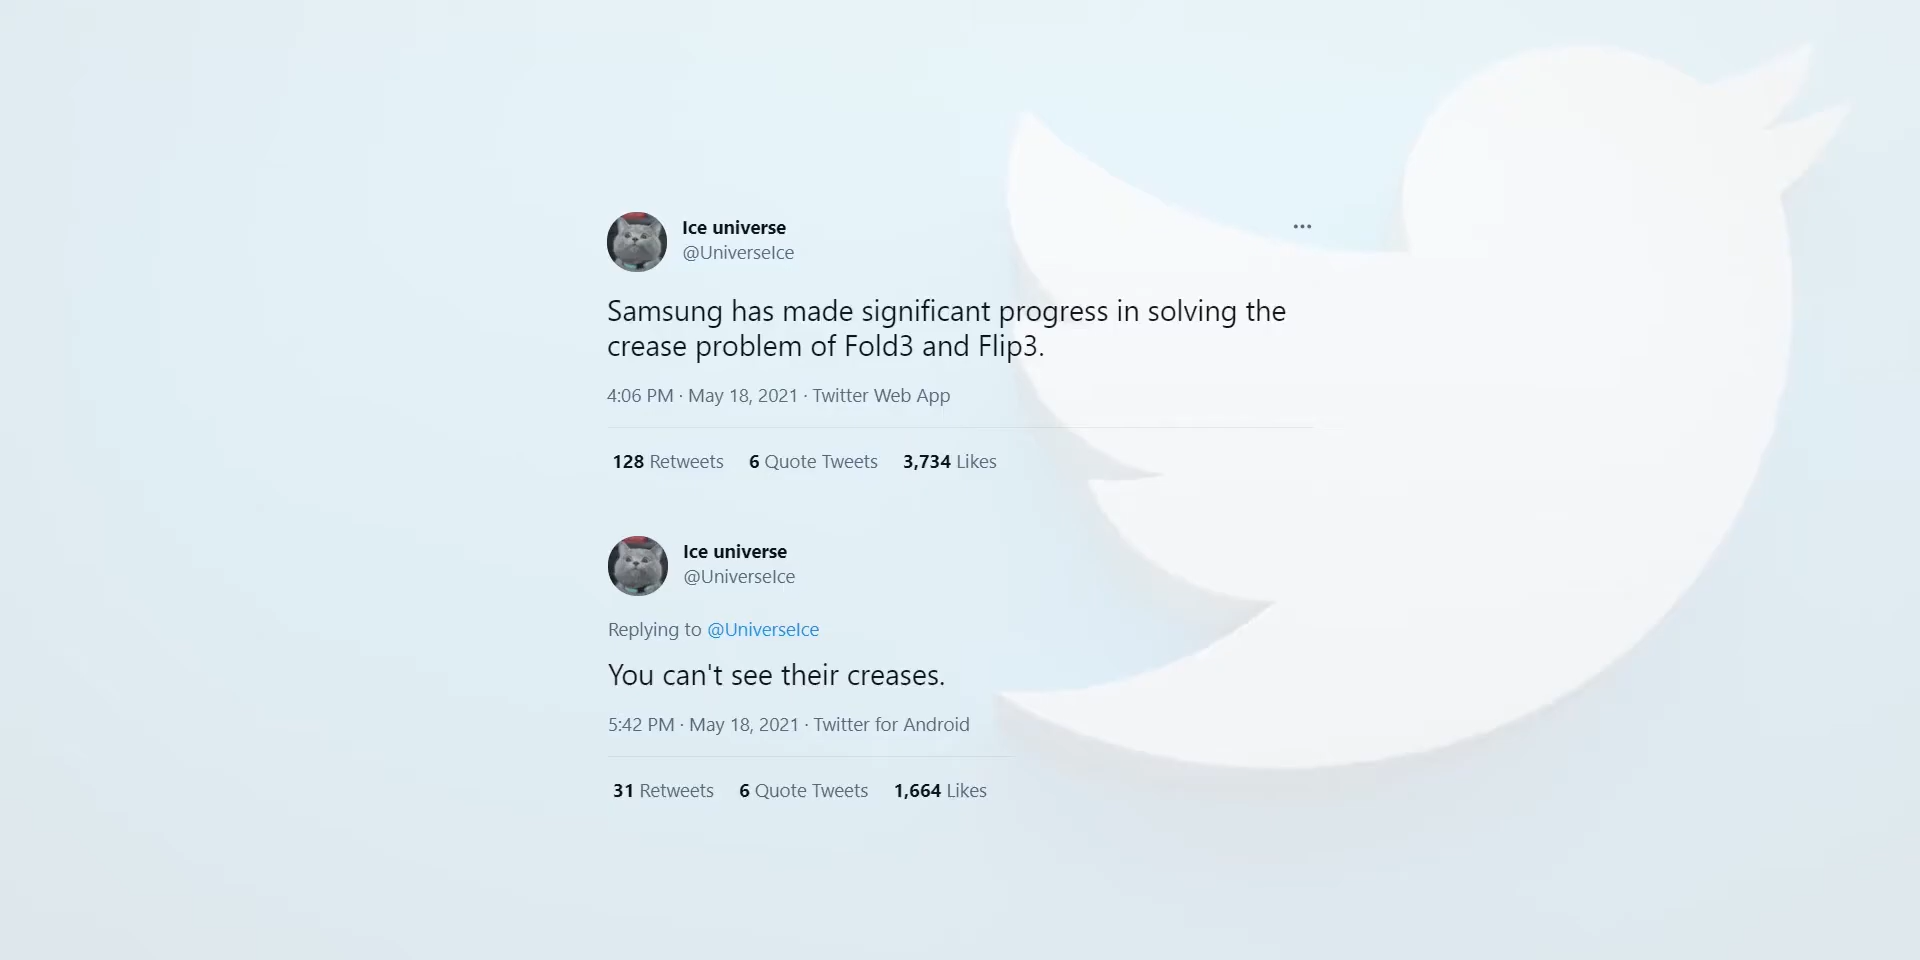 Ice universe
@UniverseIce
Samsung has made significant progress in solving the
crease problem of Fold3 and Flip3.
4:06 PM · May 18, 2021 · Twitter Web App
128 Retweets 6 Quote Tweets 3,734 Likes
Ice universe
@UniverseIce
Replying to @UniverseIce
You can't see their creases.
5:42 PM · May 18, 2021 · Twitter for Android
31 Retweets 6 Quote Tweets 1,664 Likes